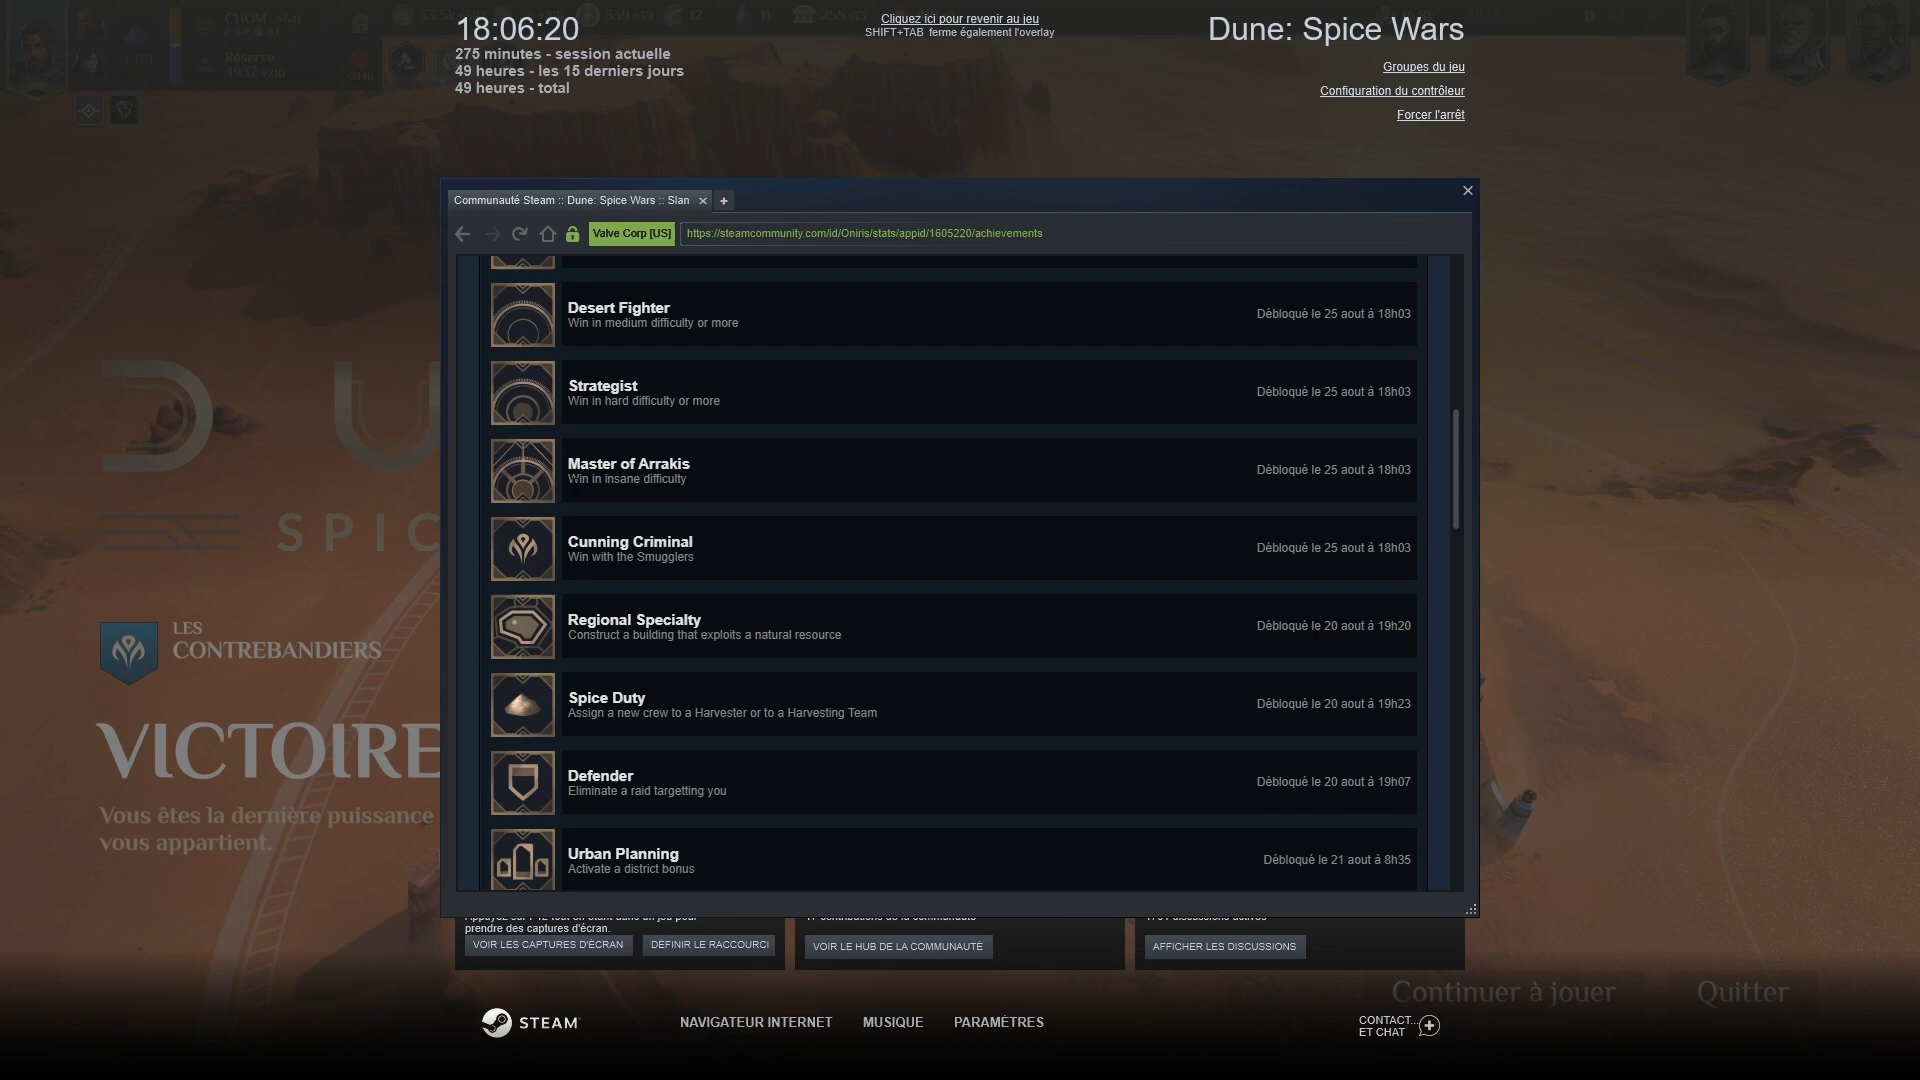 CHOM
Réserve
4932 +210
-5146
18:06:20
275 minutes - session actuelle
49 heures - les 15 derniers jours
49 heures - total
Cliquez ici pour revenir au jeu
SHIFT+TAB ferme également l'overlay
Dune: Spice Wars
Groupes du jeu
Configuration du contrôleur
Forcer l'arrêt
Communauté Steam :: Dune: Spice Wars :: Slan
Valve Corp [US]
https://steamcommunity.com/id/Oniris/stats/appid/1605220/achievements
Desert Fighter
Win in medium difficulty or more
Débloqué le 25 aout à 18h03
Strategist
Win in hard difficulty or more
Débloqué le 25 aout à 18h03
Master of Arrakis
Win in insane difficulty
Débloqué le 25 aout à 18h03
Cunning Criminal
Win with the Smugglers
Débloqué le 25 aout à 18h03
Regional Specialty
Construct a building that exploits a natural resource
Débloqué le 20 aout à 19h20
Spice Duty
Assign a new crew to a Harvester or to a Harvesting Team
Débloqué le 20 aout à 19h23
Defender
Eliminate a raid targetting you
Débloqué le 20 aout à 19h07
Urban Planning
Activate a district bonus
Débloqué le 21 aout à 8h35
D U
SPIC
LES
CONTREBANDIERS
VICTOIRE
Vous êtes la dernière puissance
vous appartient.
prendre des captures d'écran.
VOIR LES CAPTURES D'ÉCRAN
DÉFINIR LE RACCOURCI
VOIR LE HUB DE LA COMMUNAUTÉ
AFFICHER LES DISCUSSIONS
Continuer à jouer
Quitter
STEAM
NAVIGATEUR INTERNET
MUSIQUE
PARAMÈTRES
CONTACT...
ET CHAT